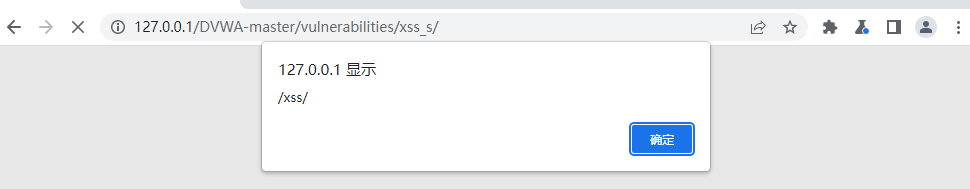 127.0.0.1/DVWA-master/vulnerabilities/xss_s/
127.0.0.1 显示
/xss/
确定